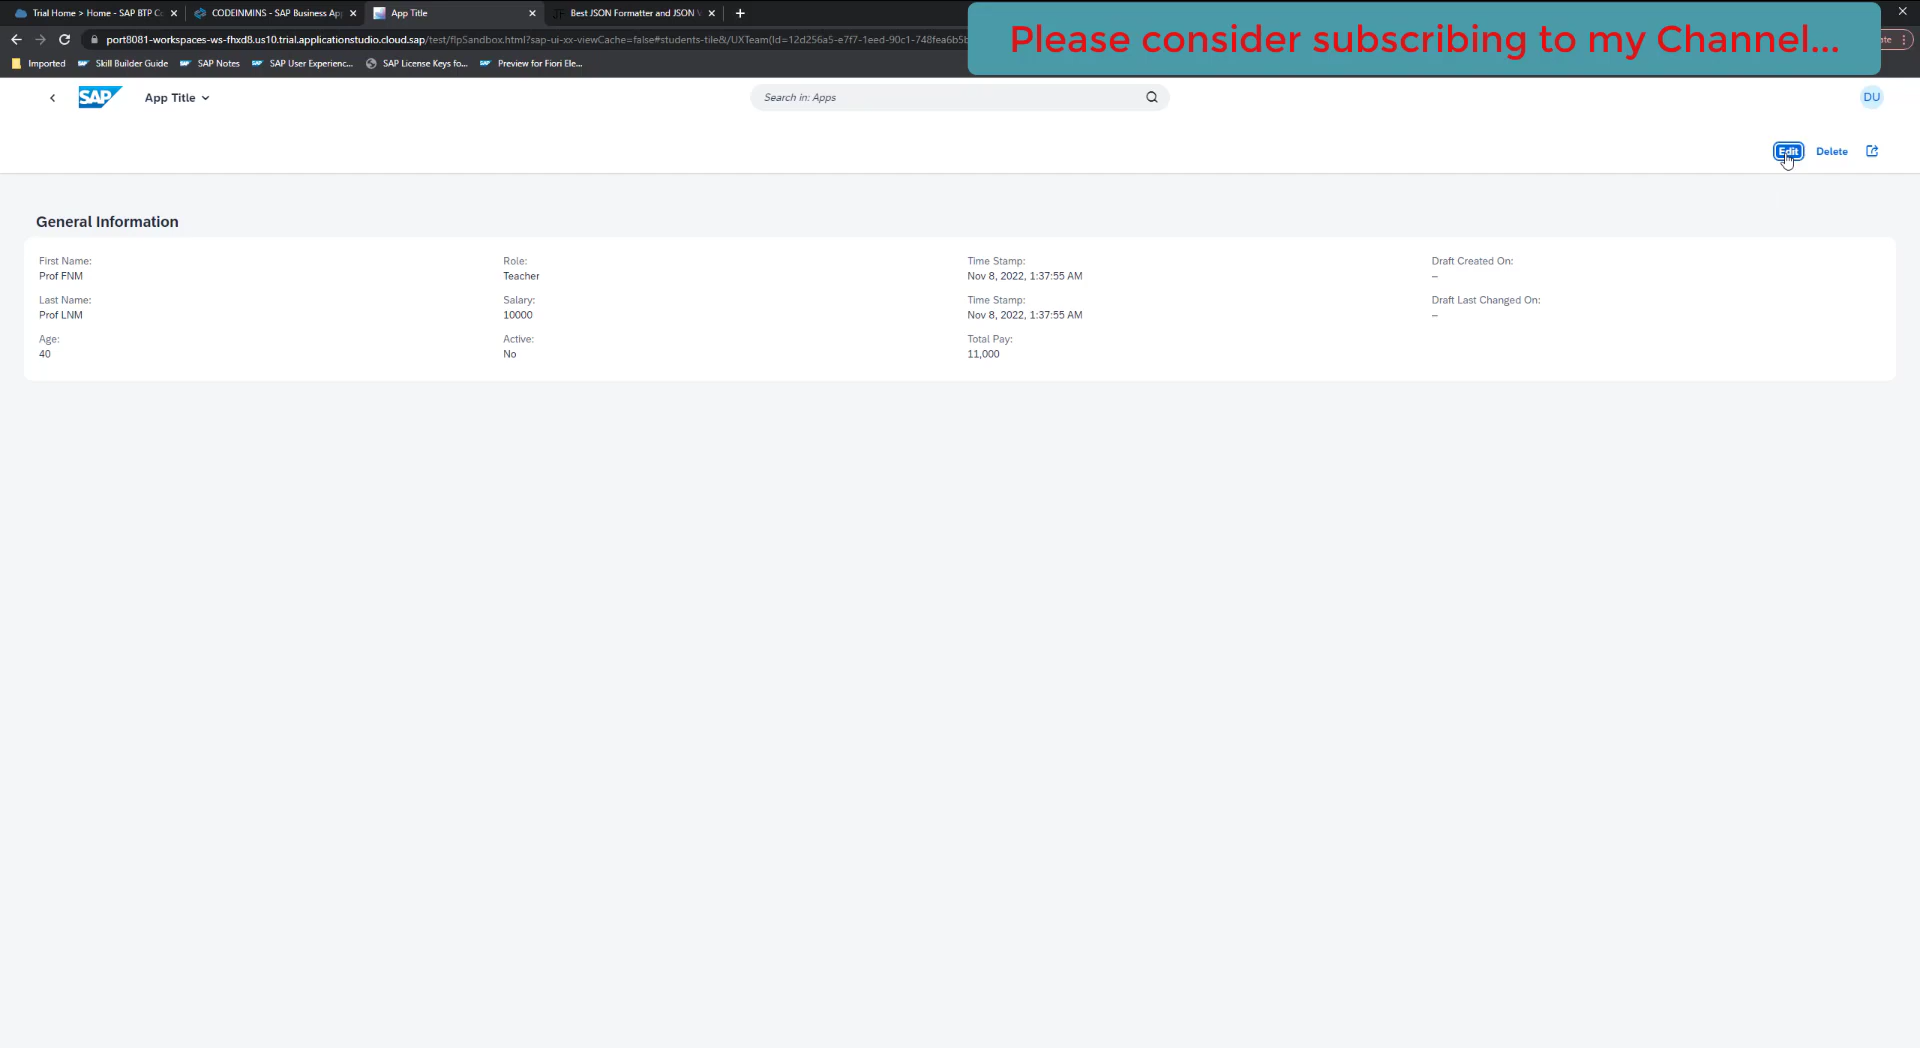 Trial Home > Home - SAP BTP C
CODEINMINS - SAP Business Ap
App Title
Best JSON Formatter and JSON V
Please consider subscribing to my Channel...
port8081-workspaces-ws-fhxd8.us10.trial.applicationstudio.cloud.sap/test/flpSandbox.html?sap-ui-xx-viewCache=false#students-tile&/UXTeam(Id=12d256a5-e7f7-1eed-90c1-748fea6b5b
Imported
Skill Builder Guide
SAP Notes
SAP User Experienc...
SAP License Keys fo...
Preview for Fiori Ele...
SAP
App Title
Search in: Apps
DU
Edit
Delete
General Information
First Name:
Prof FNM
Last Name:
Prof LNM
Age:
40
Role:
Teacher
Salary:
10000
Active:
No
Time Stamp:
Nov 8, 2022, 1:37:55 AM
Time Stamp:
Nov 8, 2022, 1:37:55 AM
Total Pay:
11,000
Draft Created On:
–
Draft Last Changed On:
–